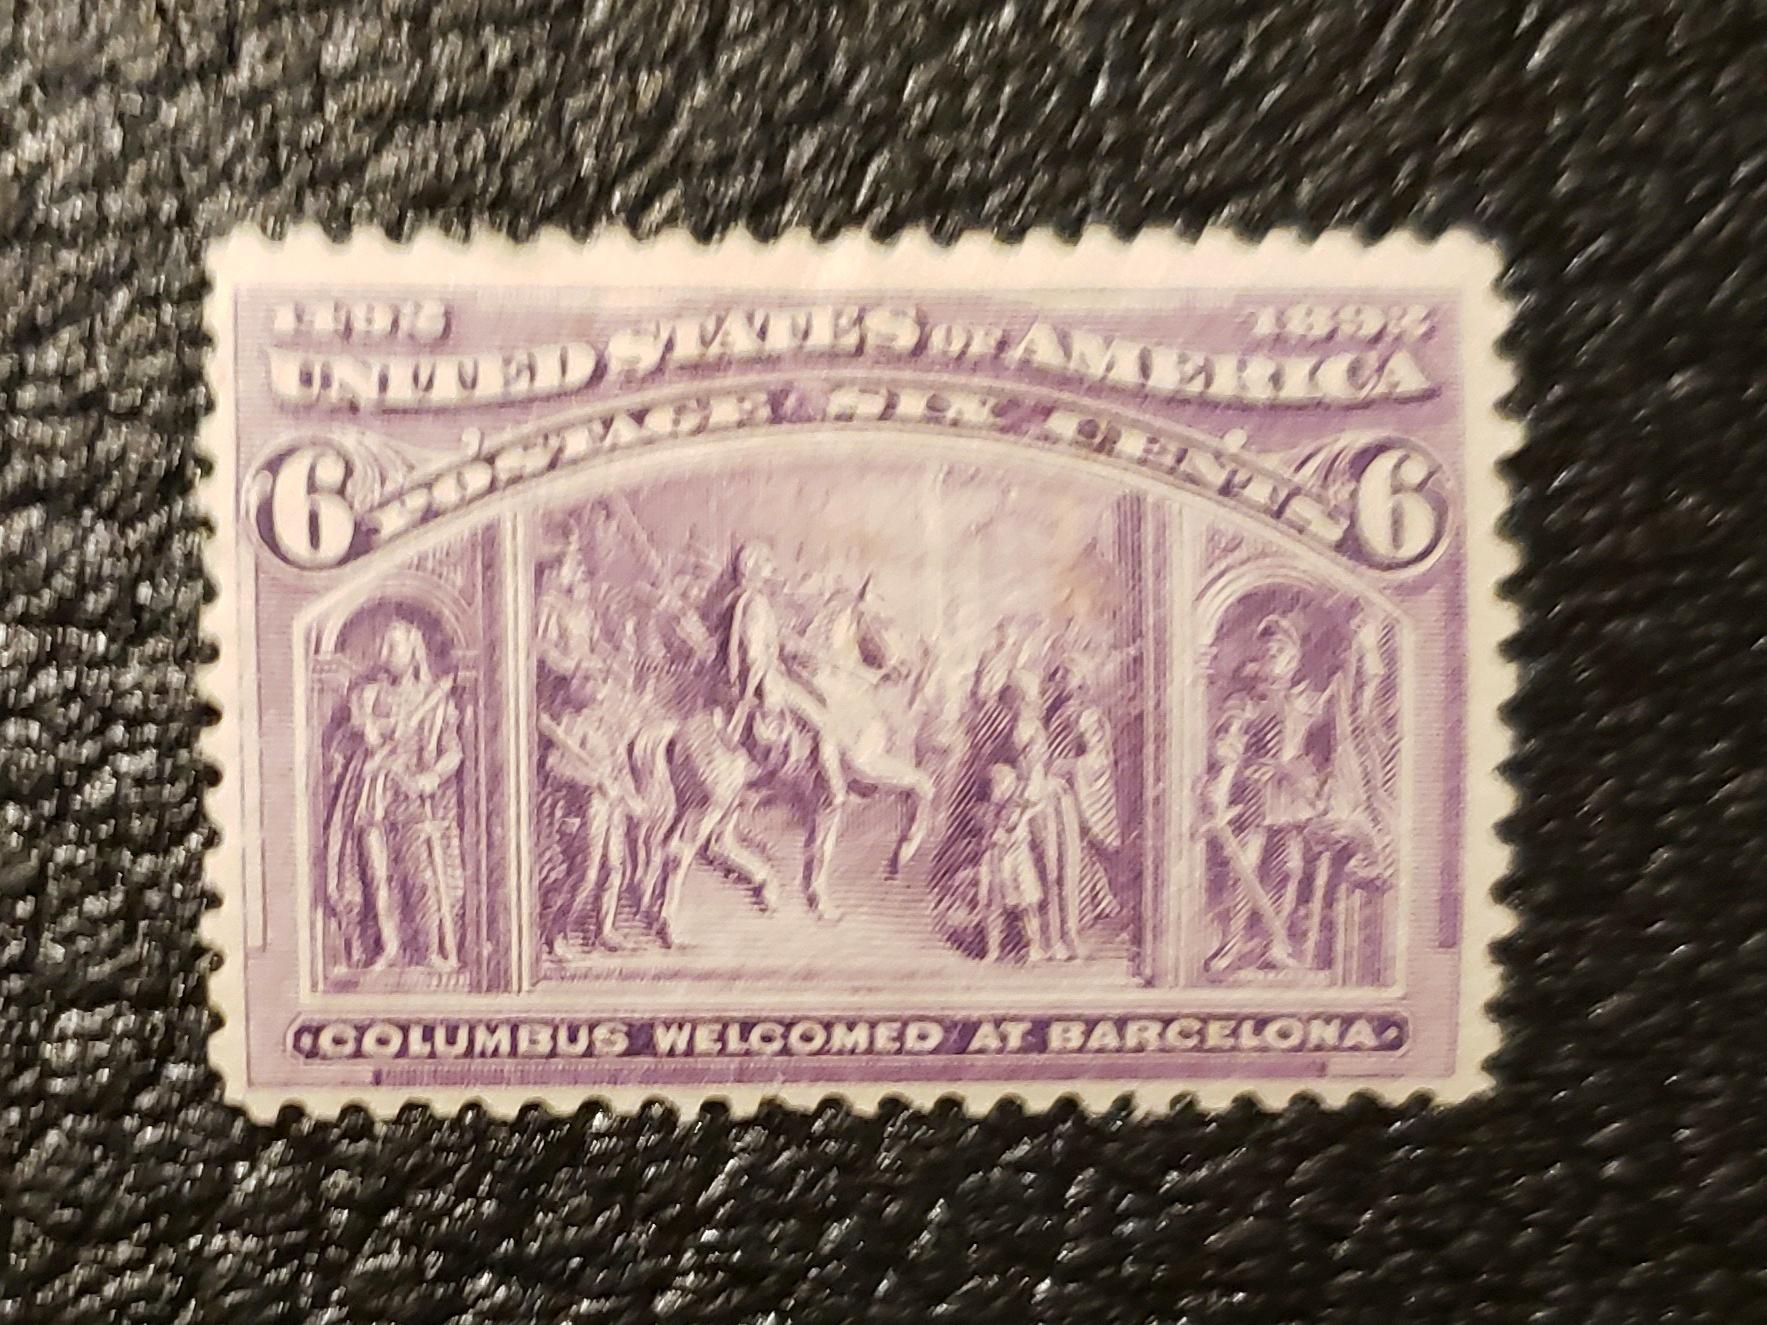 1492 1892
UNITED STATES OF AMERICA
POSTAGE SIX CENTS
6 6
COLUMBUS WELCOMED AT BARCELONA